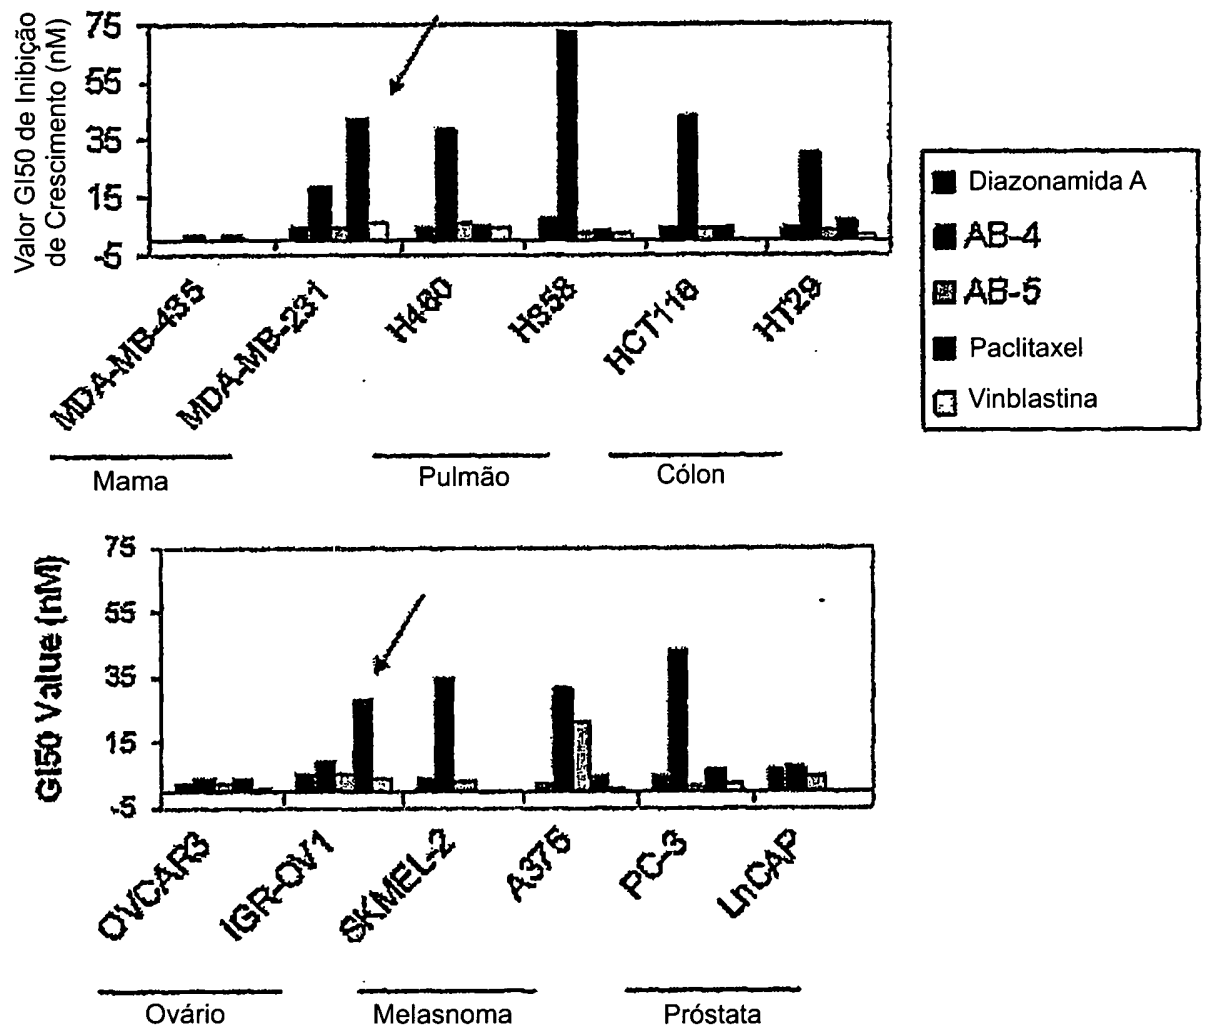 Valor GI50 de Inibição
de Crescimento (nM)
75
55
35
15
-5
MDA-MB-435
MDA-MB-231
H460
H358
HCT116
HT29
Mama
Pulmão
Cólon
Diazonamida A
AB-4
AB-5
Paclitaxel
Vinblastina
GI50 Value (nM)
75
55
35
15
-5
OVCAR3
IGR-OV1
SKMEL-2
A375
PC-3
LnCAP
Ovário
Melasnoma
Próstata